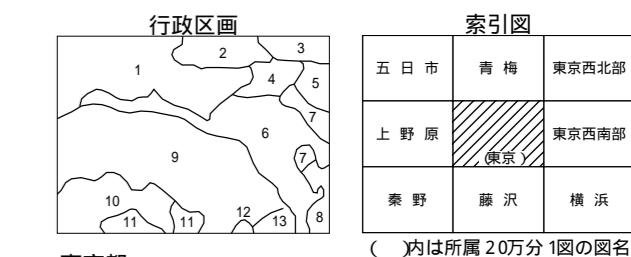 行政区画
1
2
3
4
5
6
7
7
8
9
10
11
11
12
13
索引図
五日市 青梅 東京西北部
上野原 (東京) 東京西南部
秦野 藤沢 横浜
( )内は所属20万分1図の図名